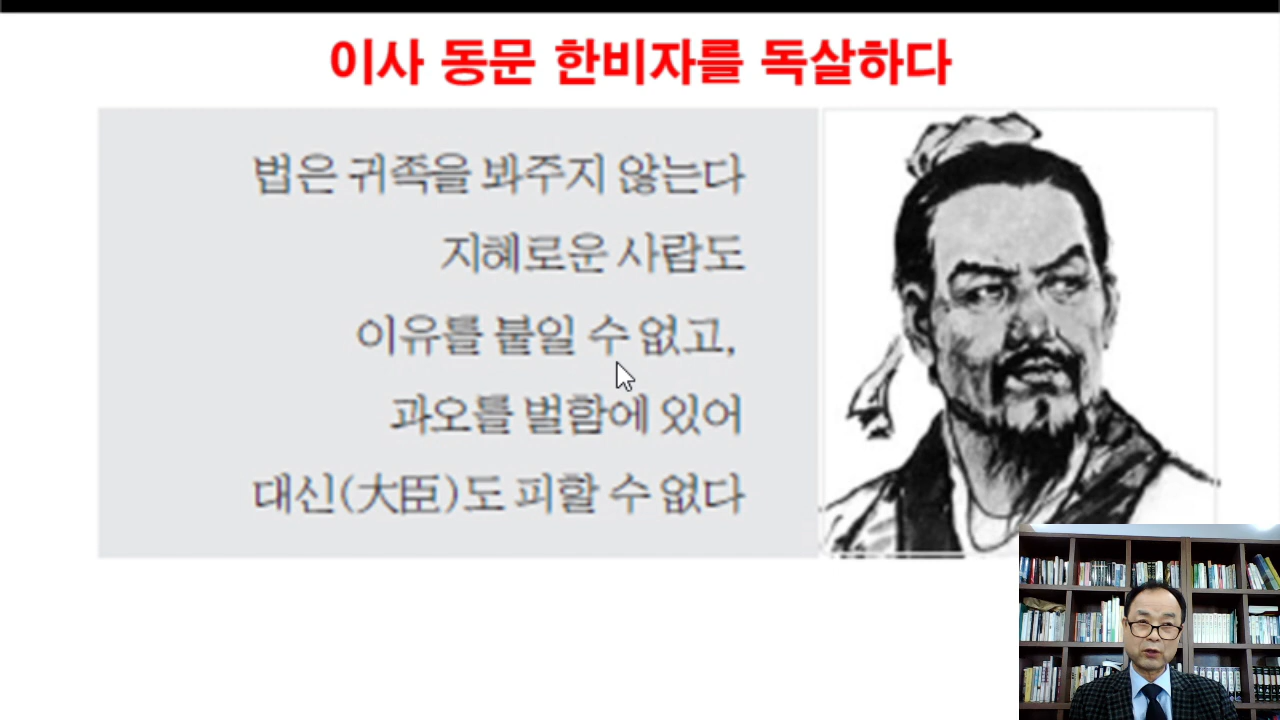 이사 동문 한비자를 독살하다
법은 귀족을 봐주지 않는다
지혜로운 사람도
이유를 붙일 수 없고,
과오를 벌함에 있어
대신(大臣)도 피할 수 없다